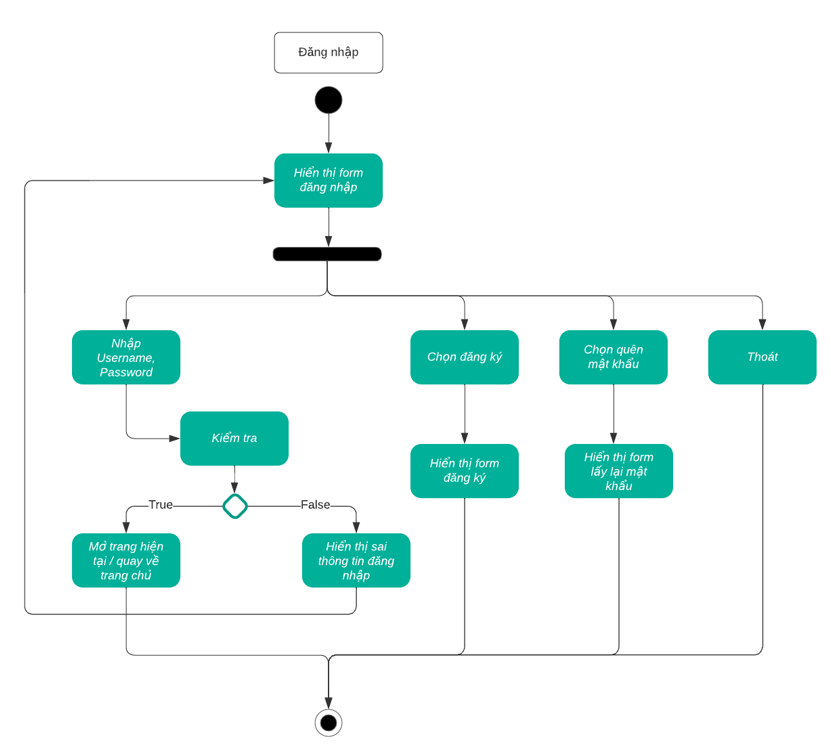 Đăng nhập
Hiển thị form
đăng nhập
Nhập
Username,
Password
Chọn đăng ký
Chọn quên
mật khẩu
Thoát
Kiểm tra
Hiển thị form
đăng ký
Hiển thị form
lấy lại mật
khẩu
True
False
Mở trang hiện
tại / quay về
trang chủ
Hiển thị sai
thông tin đăng
nhập